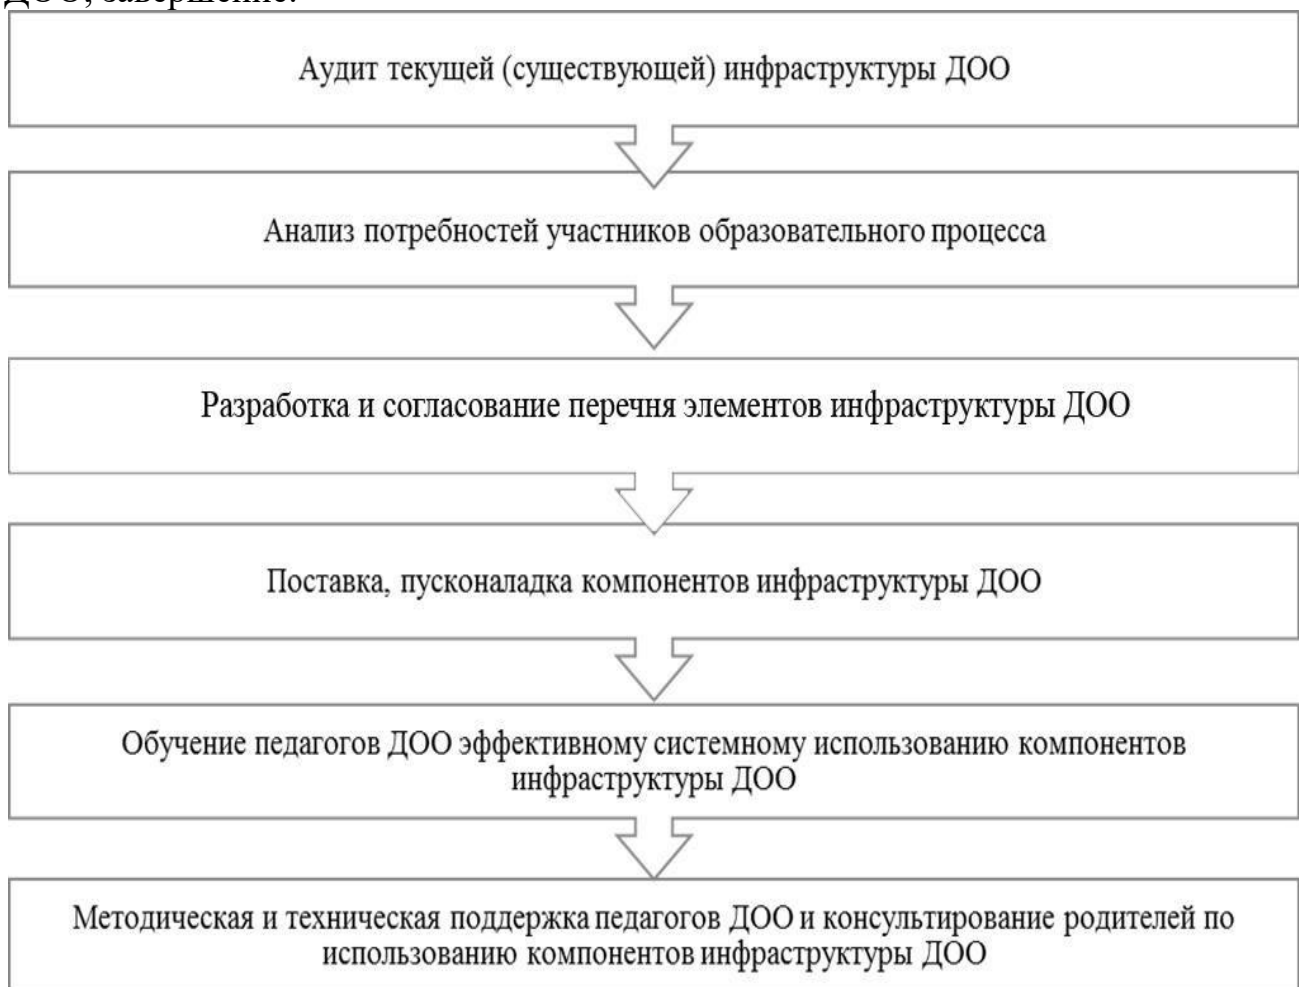 ДОО, завершение.
Аудит текущей (существующей) инфраструктуры ДОО
Анализ потребностей участников образовательного процесса
Разработка и согласование перечня элементов инфраструктуры ДОО
Поставка, пусконаладка компонентов инфраструктуры ДОО
Обучение педагогов ДОО эффективному системному использованию компонентов
инфраструктуры ДОО
Методическая и техническая поддержка педагогов ДОО и консультирование родителей по
использованию компонентов инфраструктуры ДОО